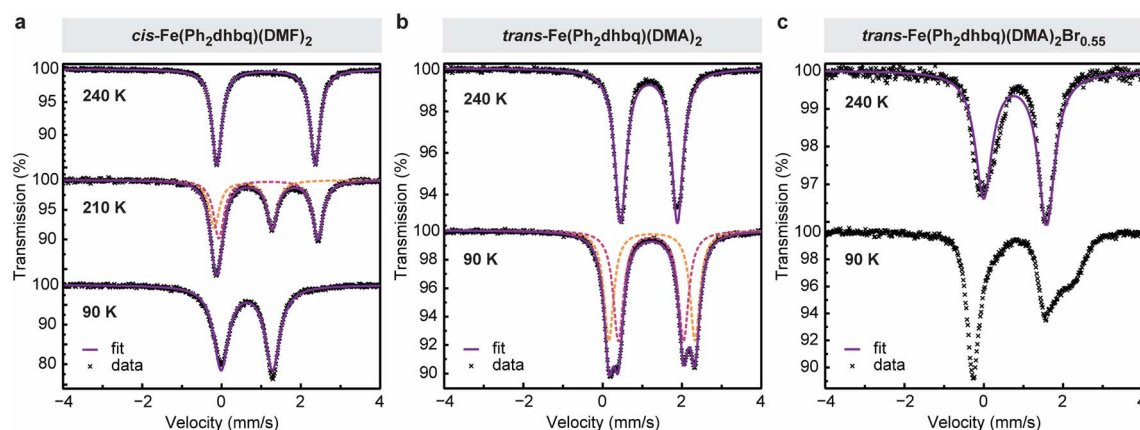 a
cis-Fe(Ph₂dhbq)(DMF)₂
100
95
90
240 K
100
95
90
210 K
100
90
80
90 K
fit
data
Transmission (%)
−4 −2 0 2 4
Velocity (mm/s)
b
trans-Fe(Ph₂dhbq)(DMA)₂
100
98
96
94
240 K
100
98
96
94
92
90
90 K
fit
data
Transmission (%)
−4 −2 0 2 4
Velocity (mm/s)
c
trans-Fe(Ph₂dhbq)(DMA)₂Br₀.₅₅
100
99
97
240 K
100
98
96
94
92
90
90 K
fit
data
Transmission (%)
−4 −2 0 2 4
Velocity (mm/s)